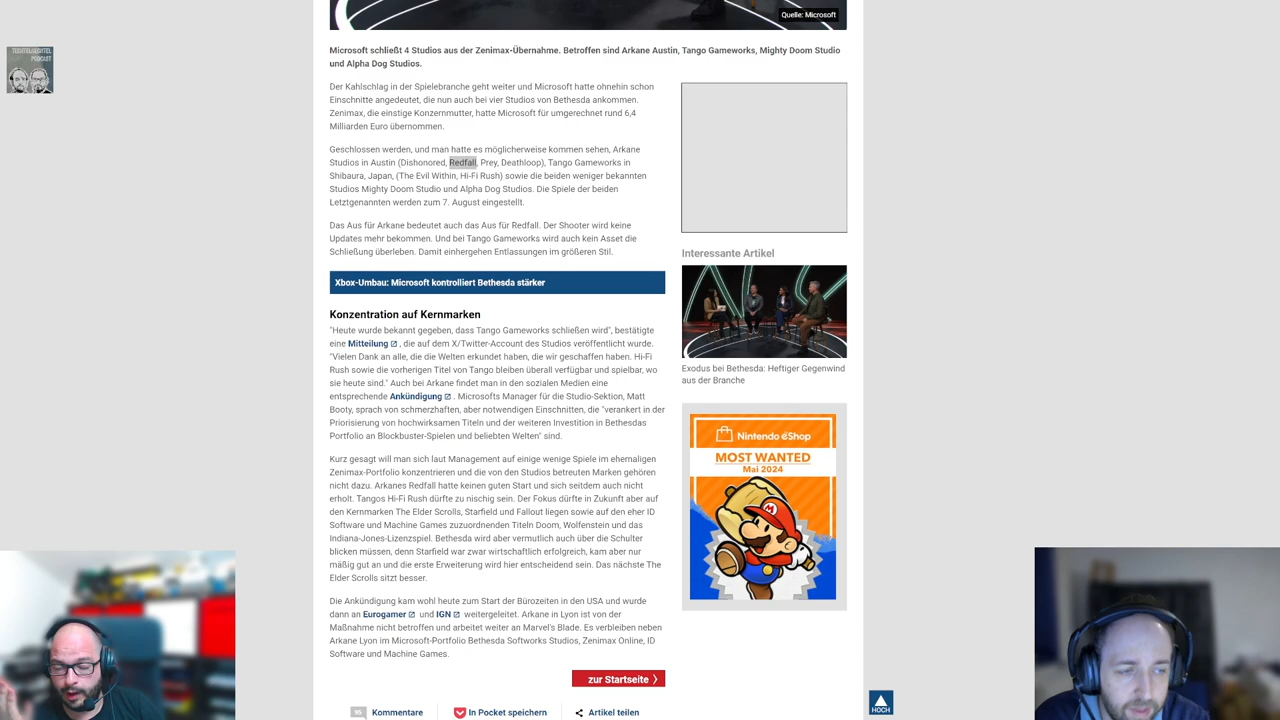 Quelle: Microsoft
TECHTELMECHTEL
PODCAST
Microsoft schließt 4 Studios aus der Zenimax-Übernahme. Betroffen sind Arkane Austin, Tango Gameworks, Mighty Doom Studio
und Alpha Dog Studios.
Der Kahlschlag in der Spielebranche geht weiter und Microsoft hatte ohnehin schon
Einschnitte angedeutet, die nun auch bei vier Studios von Bethesda ankommen.
Zenimax, die einstige Konzernmutter, hatte Microsoft für umgerechnet rund 6,4
Milliarden Euro übernommen.
Geschlossen werden, und man hatte es möglicherweise kommen sehen, Arkane
Studios in Austin (Dishonored, Redfall, Prey, Deathloop), Tango Gameworks in
Shibaura, Japan, (The Evil Within, Hi-Fi Rush) sowie die beiden weniger bekannten
Studios Mighty Doom Studio und Alpha Dog Studios. Die Spiele der beiden
Letztgenannten werden zum 7. August eingestellt.
Das Aus für Arkane bedeutet auch das Aus für Redfall. Der Shooter wird keine
Updates mehr bekommen. Und bei Tango Gameworks wird auch kein Asset die
Schließung überleben. Damit einhergehen Entlassungen im größeren Stil.
Xbox-Umbau: Microsoft kontrolliert Bethesda stärker
Konzentration auf Kernmarken
"Heute wurde bekannt gegeben, dass Tango Gameworks schließen wird", bestätigte
eine Mitteilung , die auf dem X/Twitter-Account des Studios veröffentlicht wurde.
"Vielen Dank an alle, die die Welten erkundet haben, die wir geschaffen haben. Hi-Fi
Rush sowie die vorherigen Titel von Tango bleiben überall verfügbar und spielbar, wo
sie heute sind." Auch bei Arkane findet man in den sozialen Medien eine
entsprechende Ankündigung . Microsofts Manager für die Studio-Sektion, Matt
Booty, sprach von schmerzhaften, aber notwendigen Einschnitten, die "verankert in der
Priorisierung von hochwirksamen Titeln und der weiteren Investition in Bethesdas
Portfolio an Blockbuster-Spielen und beliebten Welten" sind.
Kurz gesagt will man sich laut Management auf einige wenige Spiele im ehemaligen
Zenimax-Portfolio konzentrieren und die von den Studios betreuten Marken gehören
nicht dazu. Arkanes Redfall hatte keinen guten Start und sich seitdem auch nicht
erholt. Tangos Hi-Fi Rush dürfte zu nischig sein. Der Fokus dürfte in Zukunft aber auf
den Kernmarken The Elder Scrolls, Starfield und Fallout liegen sowie auf den eher ID
Software und Machine Games zuzuordnenden Titeln Doom, Wolfenstein und das
Indiana-Jones-Lizenzspiel. Bethesda wird aber vermutlich auch über die Schulter
blicken müssen, denn Starfield war zwar wirtschaftlich erfolgreich, kam aber nur
mäßig gut an und die erste Erweiterung wird hier entscheidend sein. Das nächste The
Elder Scrolls sitzt besser.
Die Ankündigung kam wohl heute zum Start der Bürozeiten in den USA und wurde
dann an Eurogamer und IGN weitergeleitet. Arkane in Lyon ist von der
Maßnahme nicht betroffen und arbeitet weiter an Marvel's Blade. Es verbleiben neben
Arkane Lyon im Microsoft-Portfolio Bethesda Softworks Studios, Zenimax Online, ID
Software und Machine Games.
zur Startseite
95 Kommentare
In Pocket speichern
Artikel teilen
Interessante Artikel
Exodus bei Bethesda: Heftiger Gegenwind
aus der Branche
Nintendo eShop
MOST WANTED
Mai 2024
HOCH